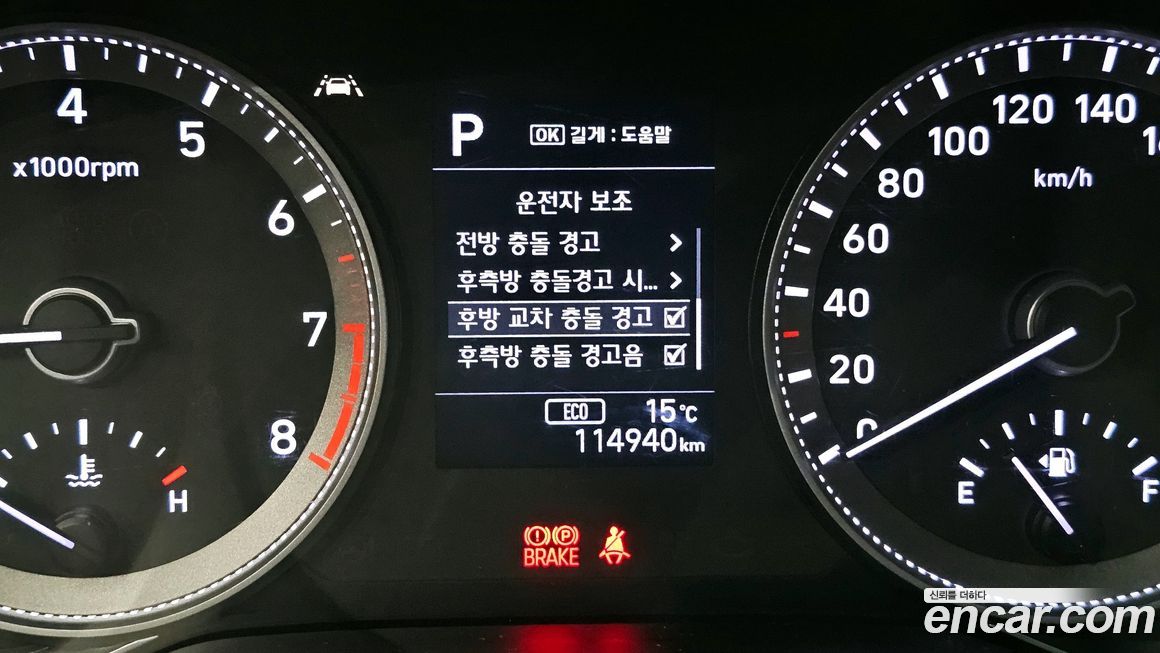 4
5
6
7
8
x1000rpm
H
P
OK 길게 : 도움말
운전자 보조
전방 충돌 경고 >
후측방 충돌경고 시... >
후방 교차 충돌 경고
후측방 충돌 경고음
ECO 15℃
114940km
BRAKE
0
20
40
60
80
100
120
140
km/h
E
F
신뢰를 더하다
encar.com